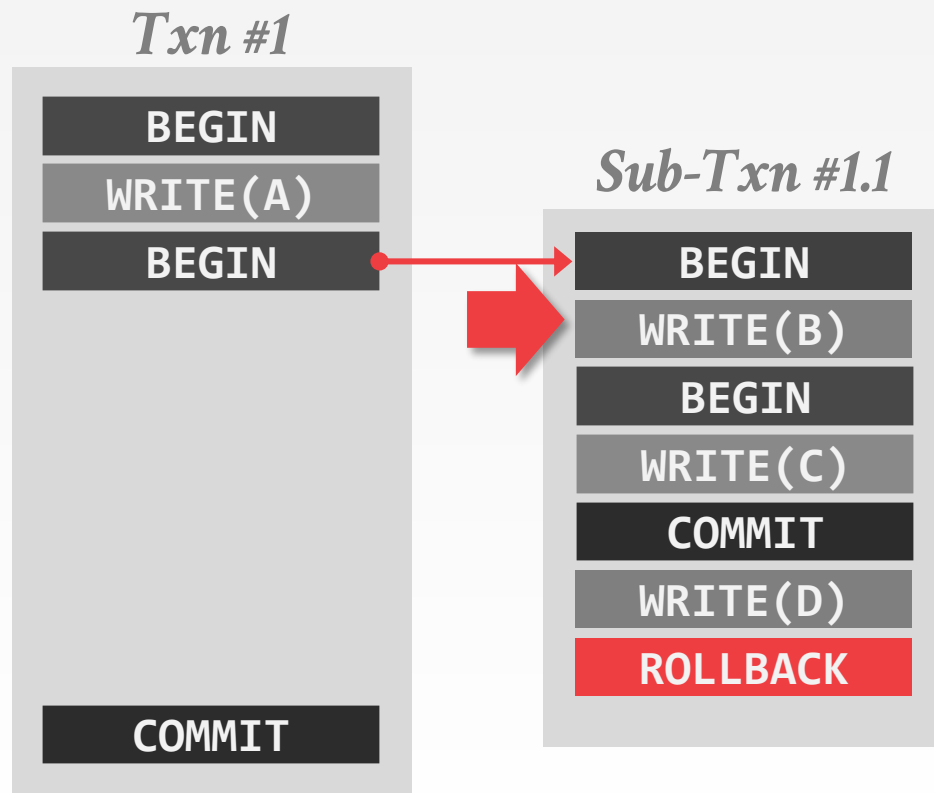 Txn #1
BEGIN
WRITE(A)
BEGIN
COMMIT
Sub-Txn #1.1
BEGIN
WRITE(B)
BEGIN
WRITE(C)
COMMIT
WRITE(D)
ROLLBACK